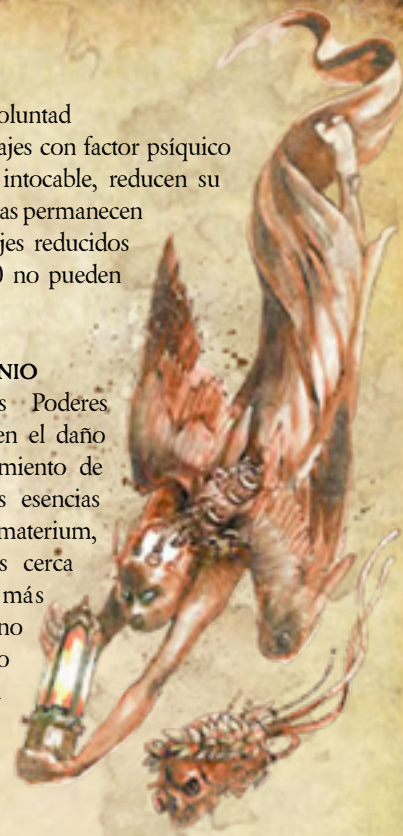 oluntad
ajes con factor psíquico
intocable, reducen su
as permanecen
jes reducidos
0 no pueden
NIO
s Poderes
en el daño
miento de
s esencias
materium,
s cerca
más
no
o